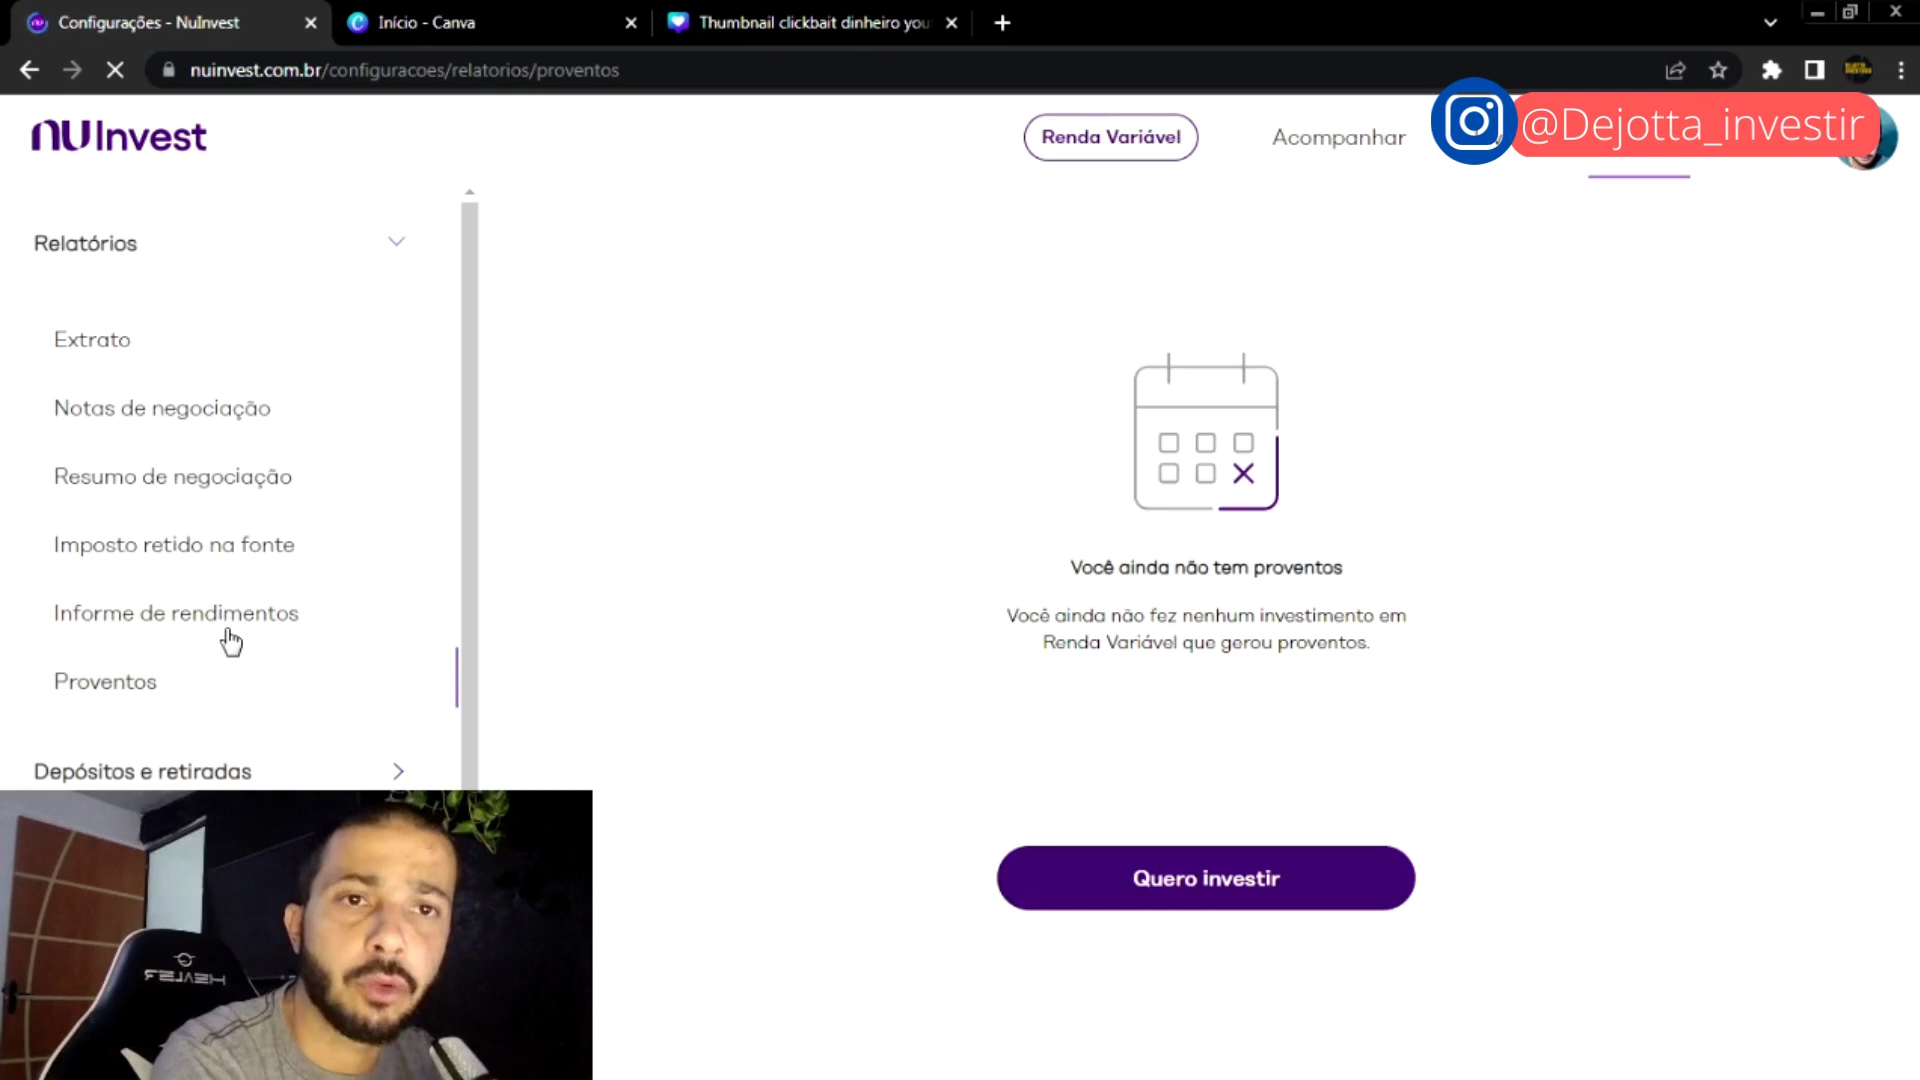 Configurações - NuInvest
Início - Canva
Thumbnail clickbait dinheiro you
nuinvest.com.br/configuracoes/relatorios/proventos
nuInvest
Renda Variável
Acompanhar
@Dejotta_investir
Relatórios
Extrato
Notas de negociação
Resumo de negociação
Imposto retido na fonte
Informe de rendimentos
Proventos
Depósitos e retiradas
Você ainda não tem proventos
Você ainda não fez nenhum investimento em
Renda Variável que gerou proventos.
Quero investir